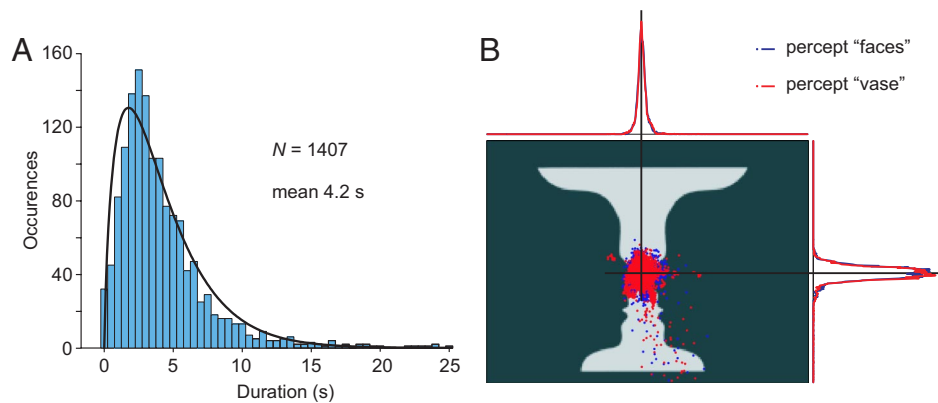 A
160
120
80
40
0
Occurences
0
5
10
15
20
25
Duration (s)
N = 1407
mean 4.2 s
B
percept “faces”
percept “vase”